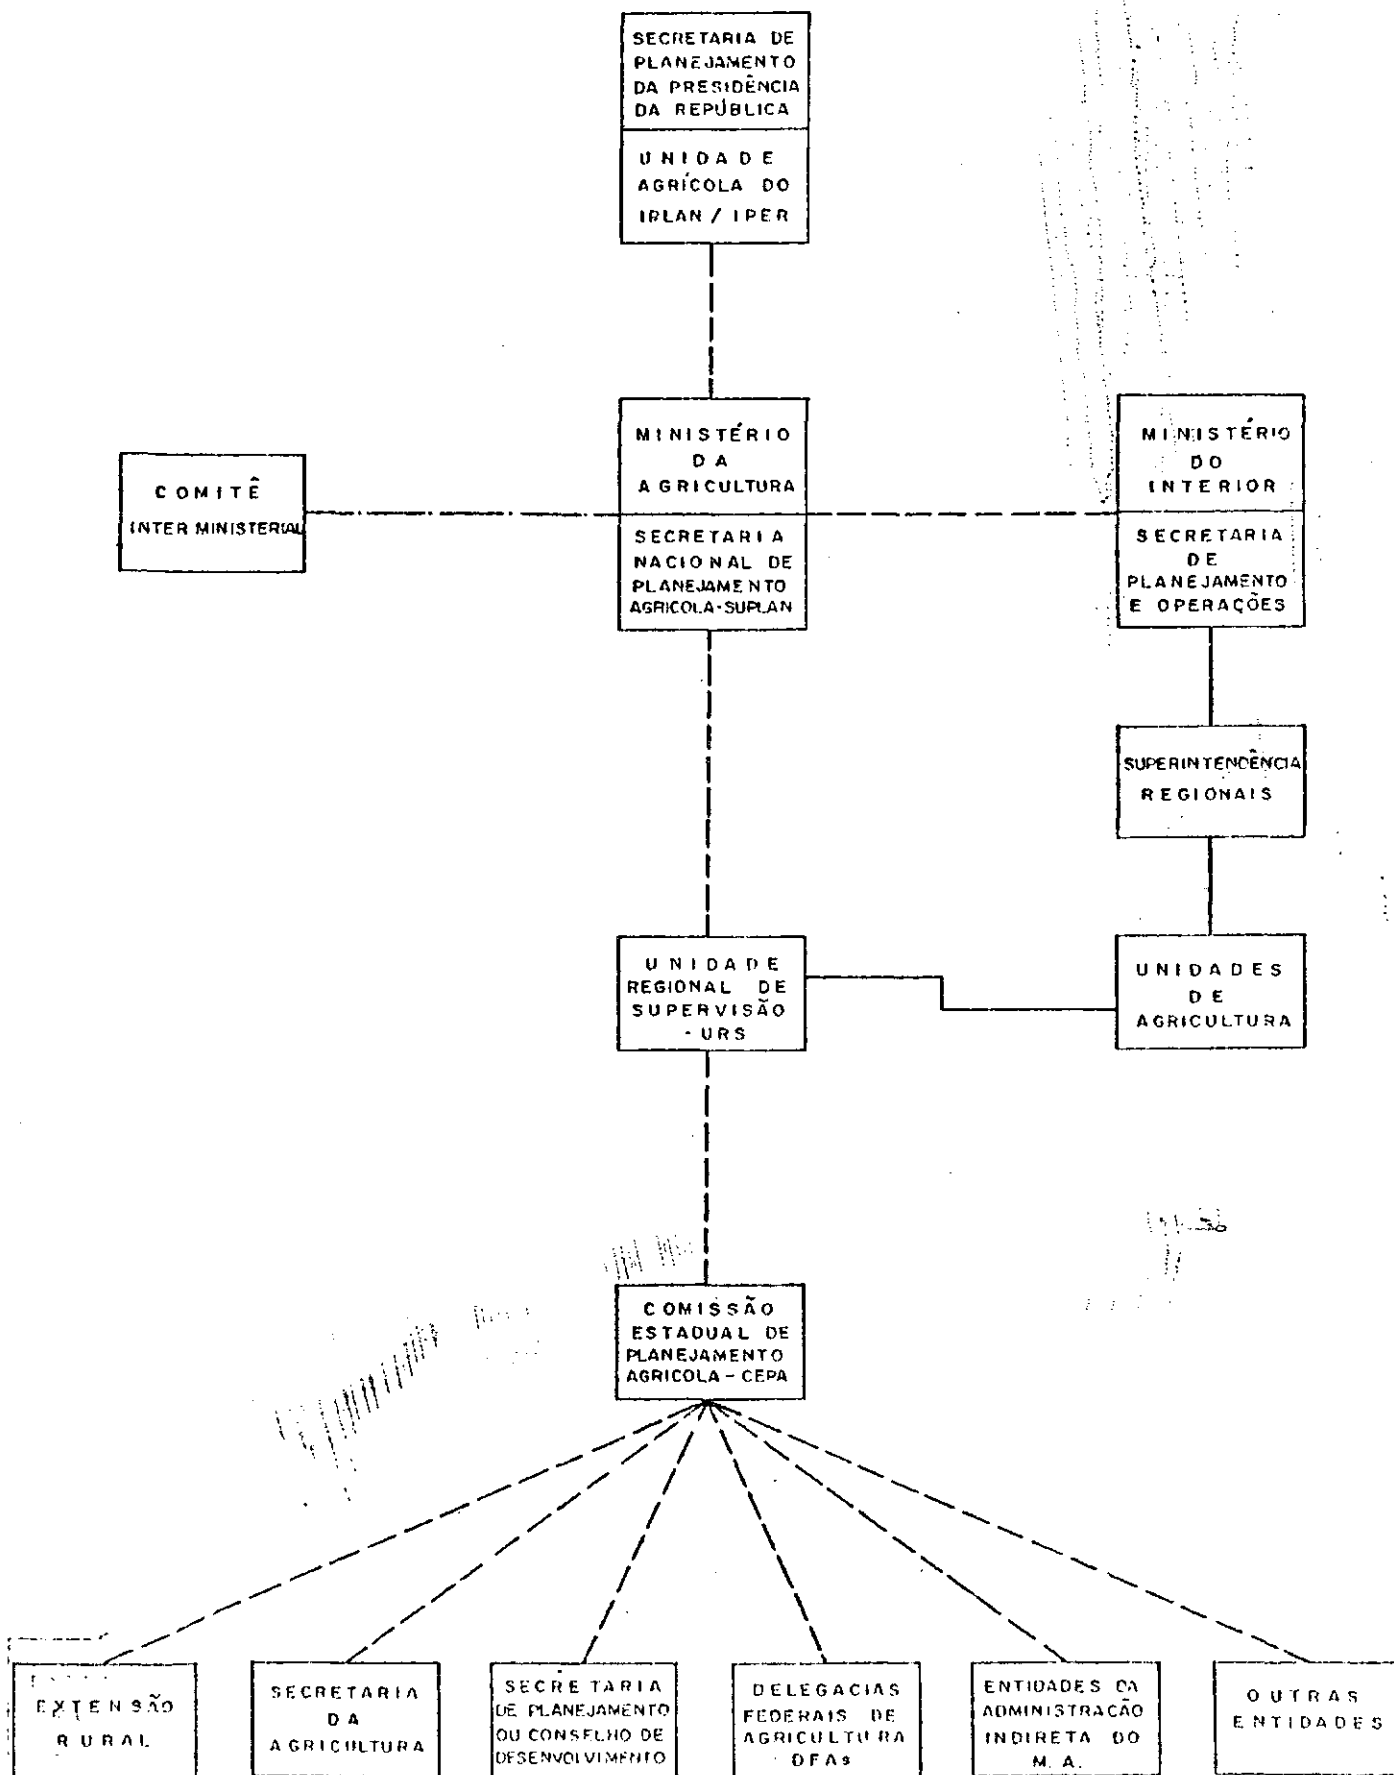 SECRETARIA DE
PLANEJAMENTO
DA PRESIDÊNCIA
DA REPÚBLICA
UNIDADE
AGRÍCOLA DO
IRLAN / IPER
COMITÊ
INTER MINISTERIAL
MINISTÉRIO
DA
AGRICULTURA
SECRETARIA
NACIONAL DE
PLANEJAMENTO
AGRICOLA-SUPLAN
MINISTÉRIO
DO
INTERIOR
SECRETARIA
DE
PLANEJAMENTO
E OPERAÇÕES
SUPERINTENDÊNCIA
REGIONAIS
UNIDADE
REGIONAL DE
SUPERVISÃO
- URS
UNIDADES
DE
AGRICULTURA
COMISSÃO
ESTADUAL DE
PLANEJAMENTO
AGRICOLA - CEPA
EXTENSÃO
RURAL
SECRETARIA
DA
AGRICULTURA
SECRETARIA
DE PLANEJAMENTO
OU CONSELHO DE
DESENVOLVIMENTO
DELEGACIAS
FEDERAIS DE
AGRICULTURA
DFAs
ENTIDADES DA
ADMINISTRACÃO
INDIRETA DO
M. A.
OUTRAS
ENTIDADES